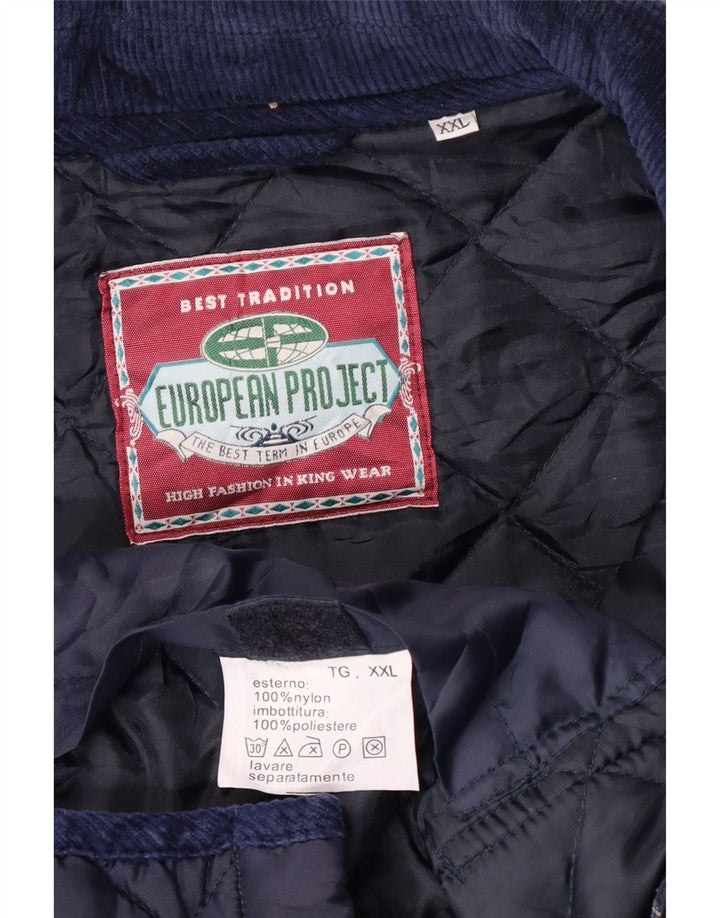 XXL
BEST TRADITION
EP
EUROPEAN PROJECT
THE BEST TERM IN EUROPE
HIGH FASHION IN KING WEAR
TG. XXL
esterno:
100%nylon
imbottitura:
100%poliestere
30° P
lavare
separatamente